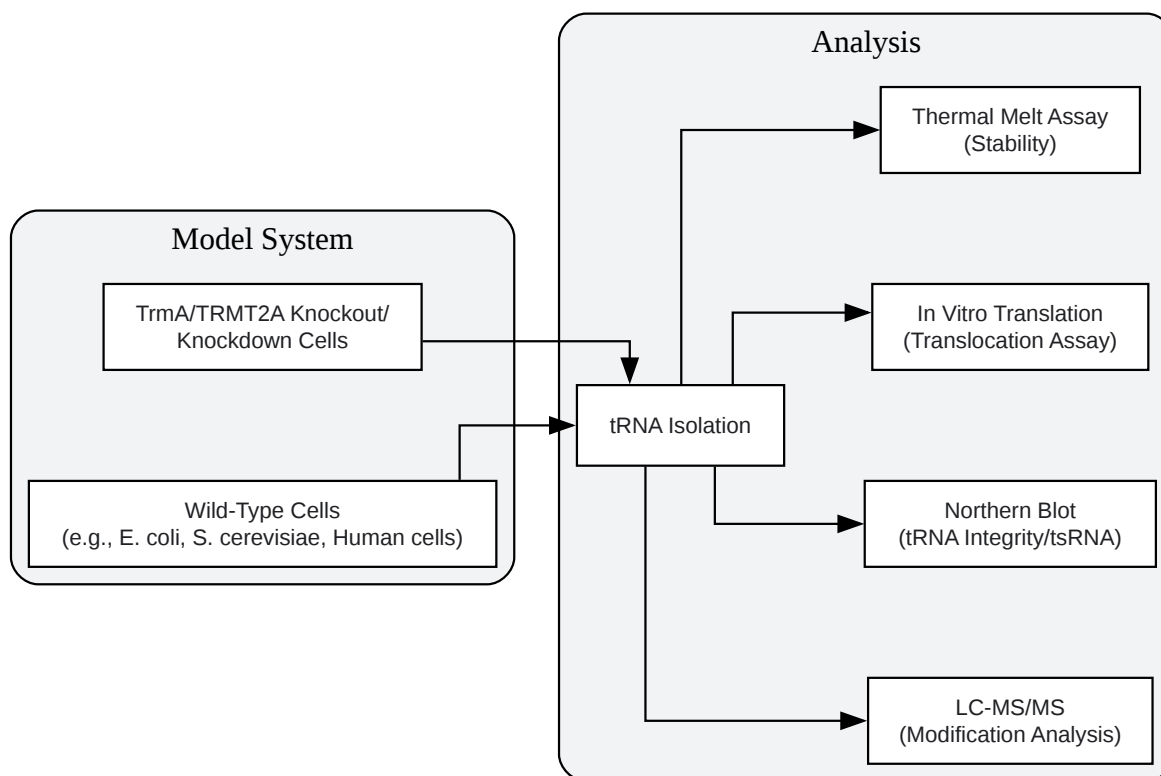 Model System
TrmA/TRMT2A Knockout/
Knockdown Cells
Wild-Type Cells
(e.g., E. coli, S. cerevisiae, Human cells)
Analysis
tRNA Isolation
Thermal Melt Assay
(Stability)
In Vitro Translation
(Translocation Assay)
Northern Blot
(tRNA Integrity/tsRNA)
LC-MS/MS
(Modification Analysis)